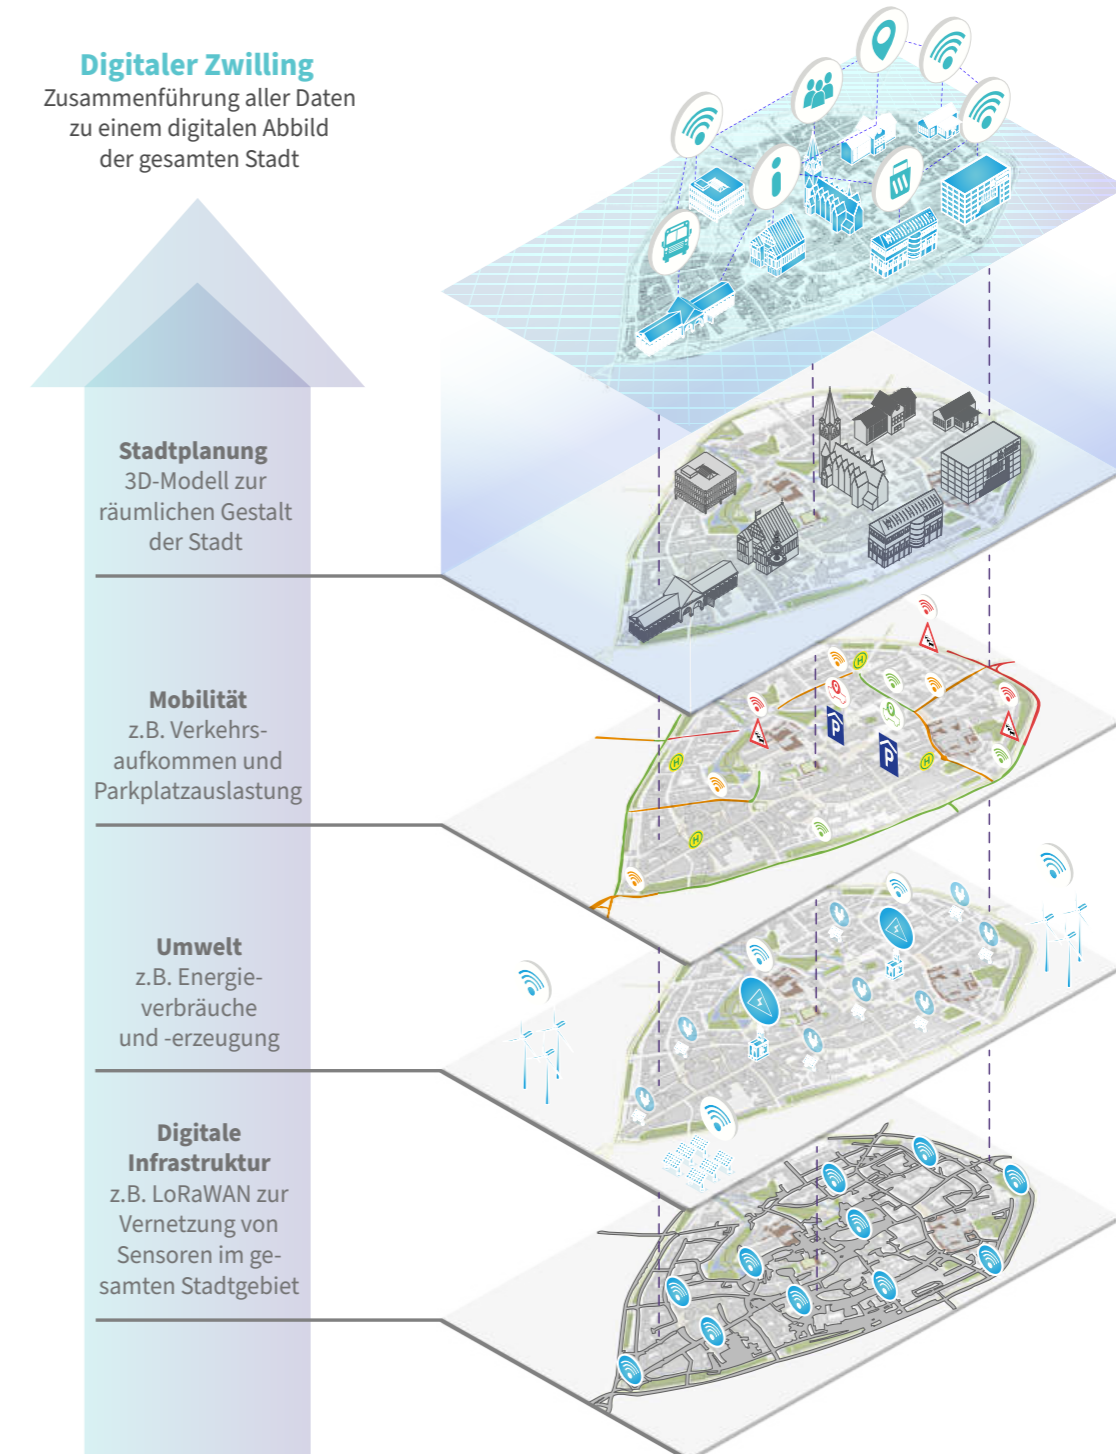 Digitaler Zwilling
Zusammenführung aller Daten
zu einem digitalen Abbild
der gesamten Stadt
Stadtplanung
3D-Modell zur
räumlichen Gestalt
der Stadt
Mobilität
z.B. Verkehrs-
aufkommen und
Parkplatzauslastung
H
P
P
H
H
H
Umwelt
z.B. Energie-
verbräuche
und -erzeugung
Digitale
Infrastruktur
z.B. LoRaWAN zur
Vernetzung von
Sensoren im ge-
samten Stadtgebiet